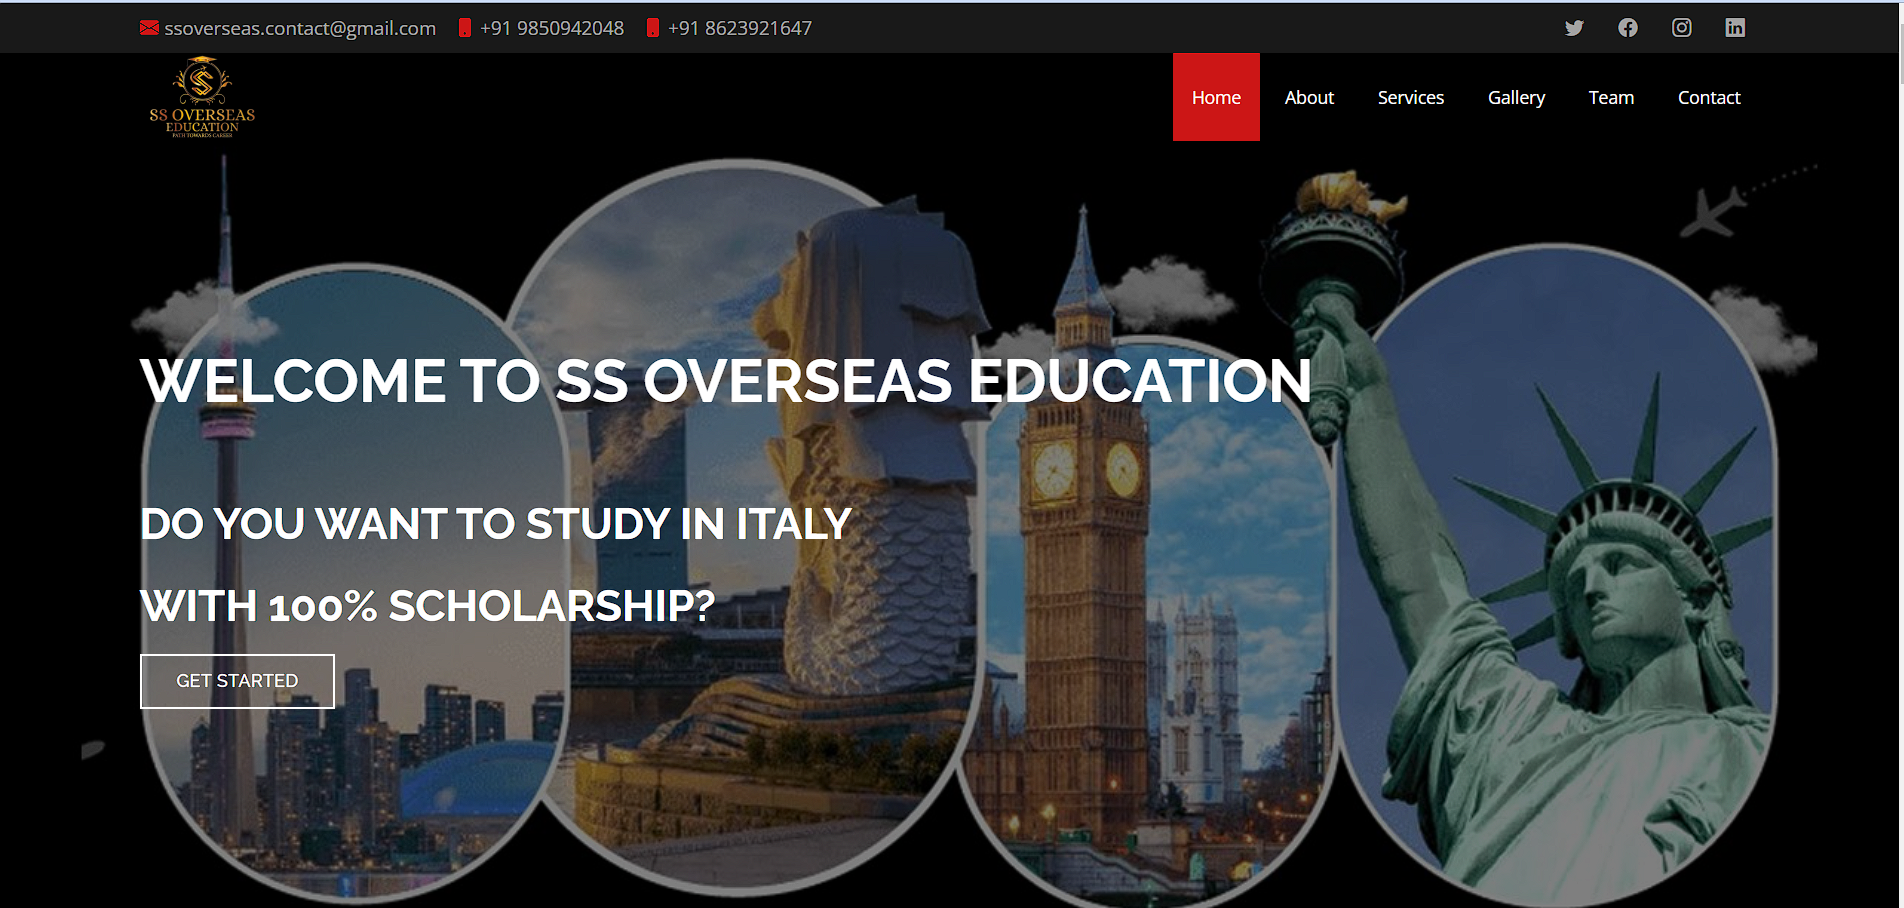 ssoverseas.contact@gmail.com +91 9850942048 +91 8623921647
SS OVERSEAS
EDUCATION
PATH TOWARDS CAREER
Home About Services Gallery Team Contact
WELCOME TO SS OVERSEAS EDUCATION
DO YOU WANT TO STUDY IN ITALY
WITH 100% SCHOLARSHIP?
GET STARTED